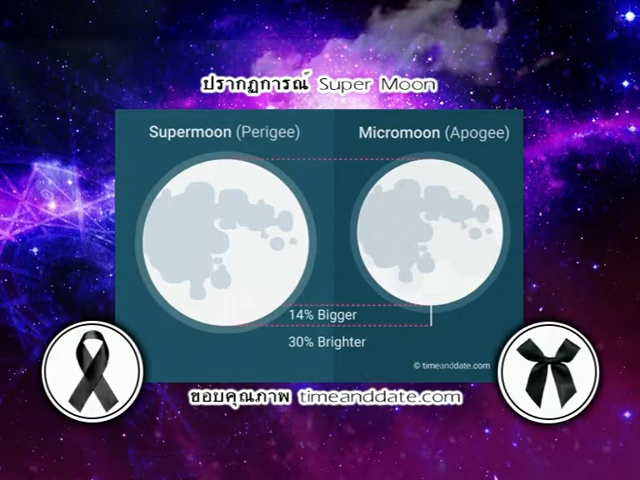 ปรากฏการณ์ Super Moon
Supermoon (Perigee)
Micromoon (Apogee)
14% Bigger
30% Brighter
© timeanddate.com
ขอบคุณภาพ timeanddate.com